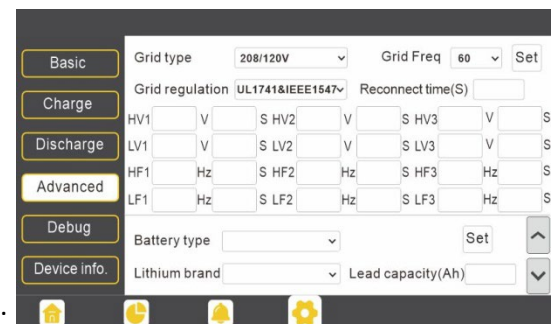 Basic
Charge
Discharge
Advanced
Debug
Device info.
Grid type 208/120V Grid Freq 60 Set
Grid regulation UL1741&IEEE1547 Reconnect time(S)
HV1 V S HV2 V S HV3 V S
LV1 V S LV2 V S LV3 V S
HF1 Hz S HF2 Hz S HF3 Hz S
LF1 Hz S LF2 Hz S LF3 Hz S
Battery type Set
Lithium brand Lead capacity(Ah)
.